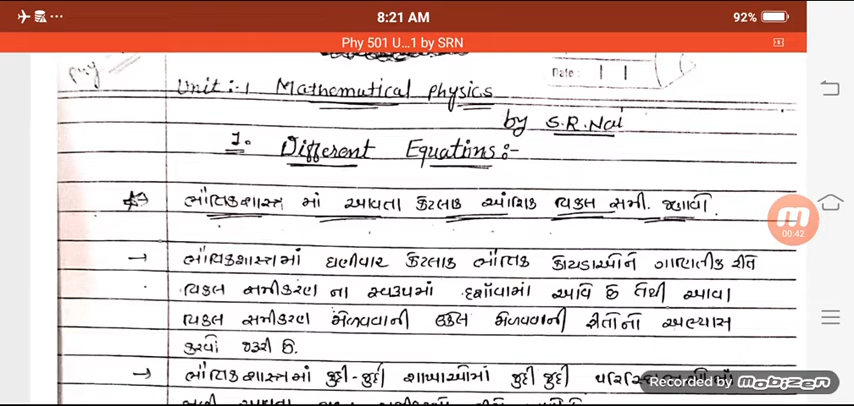 8:21 AM
92%
Phy 501 U...1 by SRN
Phy
Date :
Unit:-1 Mathematical Physics
by S.R.Nai
1. Different Equations:-
ભૌતિકશાસ્ત્ર માં આવતા કેટલાક આંશિક વિકલ સમી. જણાવો.
→ ભૌતિકશાસ્ત્રમાં ઘણીવાર કેટલાક ભૌતિક કાયદાઓને ગાણિતીક રીતે
વિકલ સમીકરણ ના સ્વરૂપમાં દર્શાવામાં આવે છે તેથી આવા
વિકલ સમીકરણ મેળવવાની ઉકેલ મેળવવાની રીતોનો અભ્યાસ
કરવો જરૂરી છે.
→ ભૌતિકશાસ્ત્રમાં જુદી-જુદી શાખાઓમાં જુદી જુદી
00:42
Recorded by mobizen